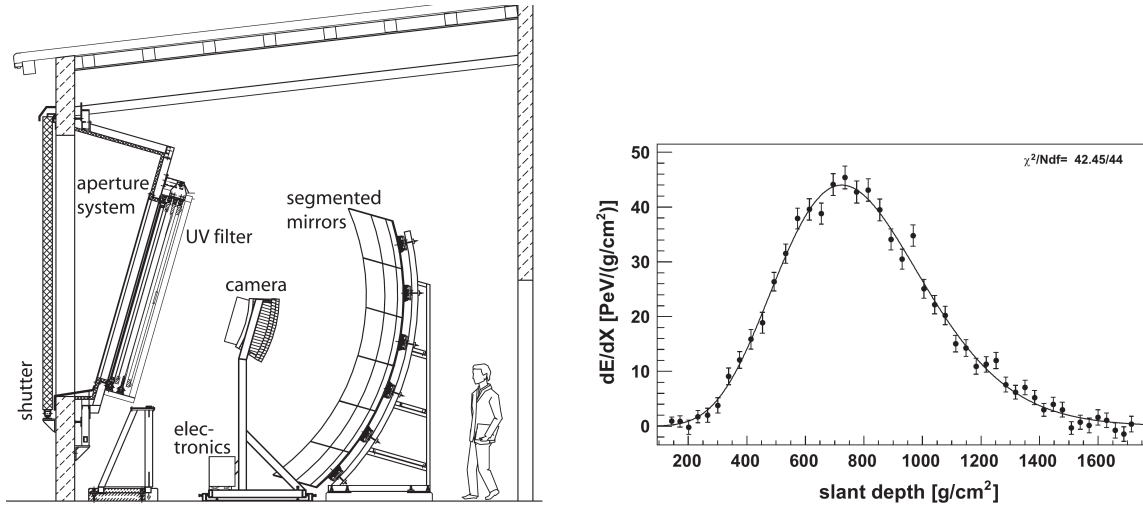 aperture
system
UV filter
segmented
mirrors
camera
shutter
elec-
tronics
χ²/Ndf= 42.45/44
dE/dX [PeV/(g/cm²)]
50
40
30
20
10
0
200 400 600 800 1000 1200 1400 1600
slant depth [g/cm²]